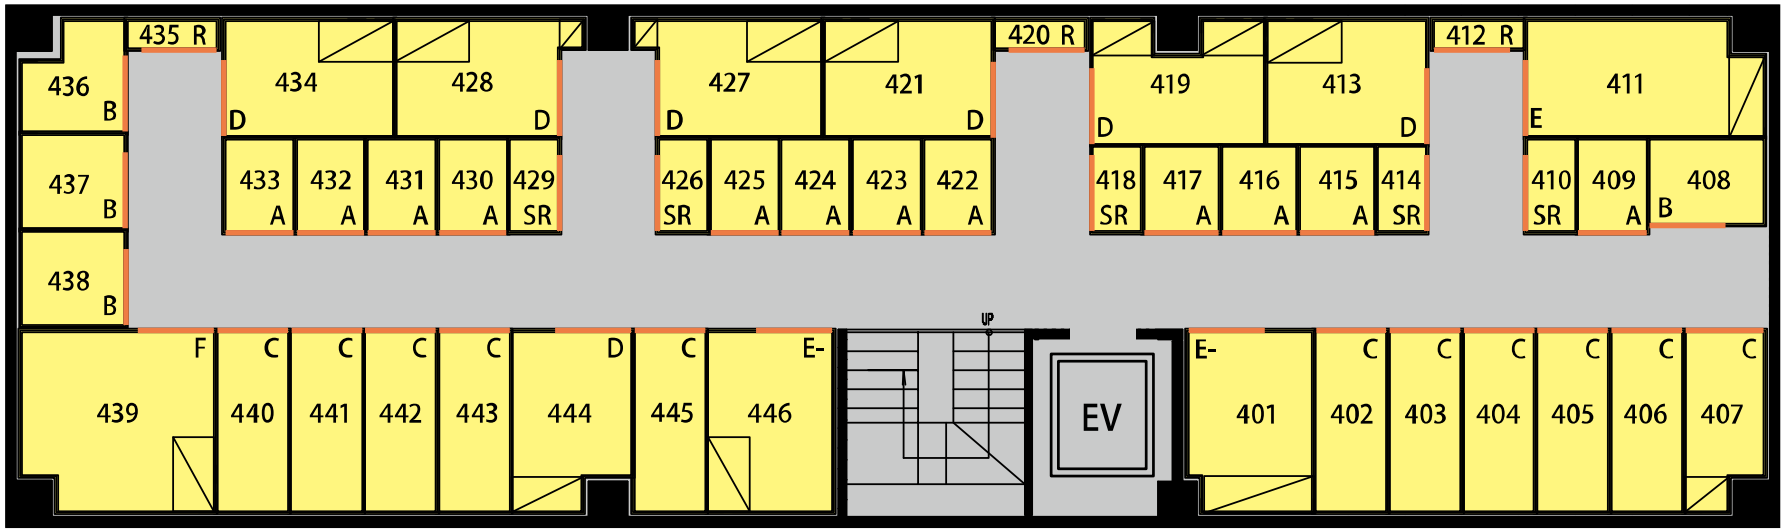 435 R
420 R
412 R
436
B
434
D
428
D
427
D
421
D
419
D
413
D
411
E
437
B
433
A
432
A
431
A
430
A
429
SR
426
SR
425
A
424
A
423
A
422
A
418
SR
417
A
416
A
415
A
414
SR
410
SR
409
A
408
B
438
B
UP
F
439
C
440
C
441
C
442
C
443
D
444
C
445
E-
446
EV
E-
401
C
402
C
403
C
404
C
405
C
406
C
407